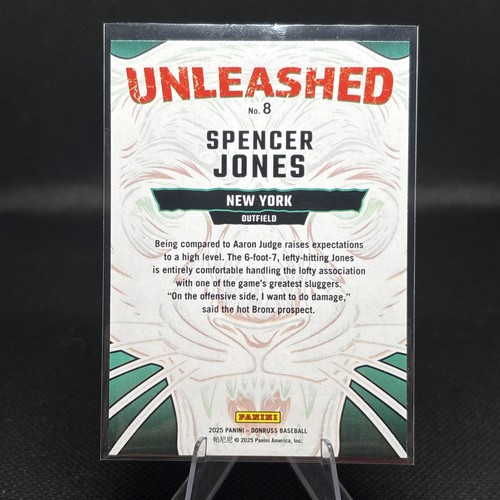 UNLEASHED
No. 8
SPENCER
JONES
NEW YORK
OUTFIELD
Being compared to Aaron Judge raises expectations
to a high level. The 6-foot-7, lefty-hitting Jones
is entirely comfortable handling the lofty association
with one of the game's greatest sluggers.
“On the offensive side, I want to do damage,”
said the hot Bronx prospect.
PANINI
2025 PANINI – DONRUSS BASEBALL
帕尼尼 © 2025 Panini America, Inc.